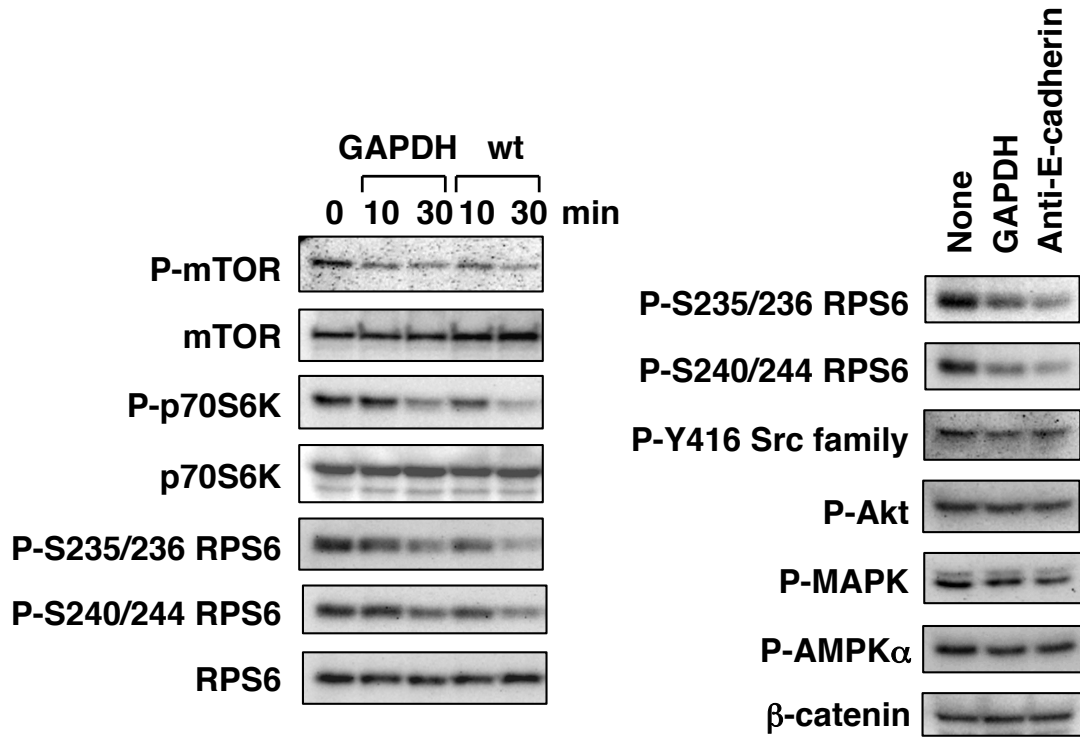 GAPDH wt
0 10 30 10 30 min
P-mTOR
mTOR
P-p70S6K
p70S6K
P-S235/236 RPS6
P-S240/244 RPS6
RPS6
None
GAPDH
Anti-E-cadherin
P-S235/236 RPS6
P-S240/244 RPS6
P-Y416 Src family
P-Akt
P-MAPK
P-AMPKα
β-catenin